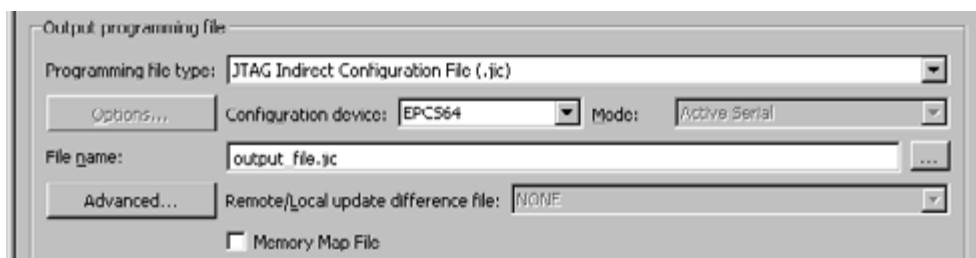 Output programming file
Programming file type: JTAG Indirect Configuration File (.jic)
Options... Configuration device: EPCS64 Mode: Active Serial
File name: output_file.jic ...
Advanced... Remote/Local update difference file: NONE
Memory Map File